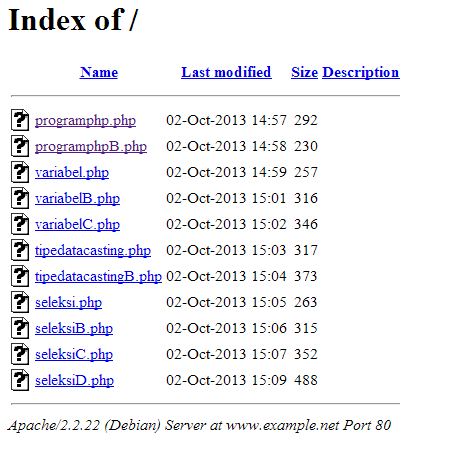 Index of /
Name Last modified Size Description
programphp.php 02-Oct-2013 14:57 292
programphpB.php 02-Oct-2013 14:58 230
variabel.php 02-Oct-2013 14:59 257
variabelB.php 02-Oct-2013 15:01 316
variabelC.php 02-Oct-2013 15:02 346
tipedatacasting.php 02-Oct-2013 15:03 317
tipedatacastingB.php 02-Oct-2013 15:04 373
seleksi.php 02-Oct-2013 15:05 263
seleksiB.php 02-Oct-2013 15:06 315
seleksiC.php 02-Oct-2013 15:07 352
seleksiD.php 02-Oct-2013 15:09 488
Apache/2.2.22 (Debian) Server at www.example.net Port 80